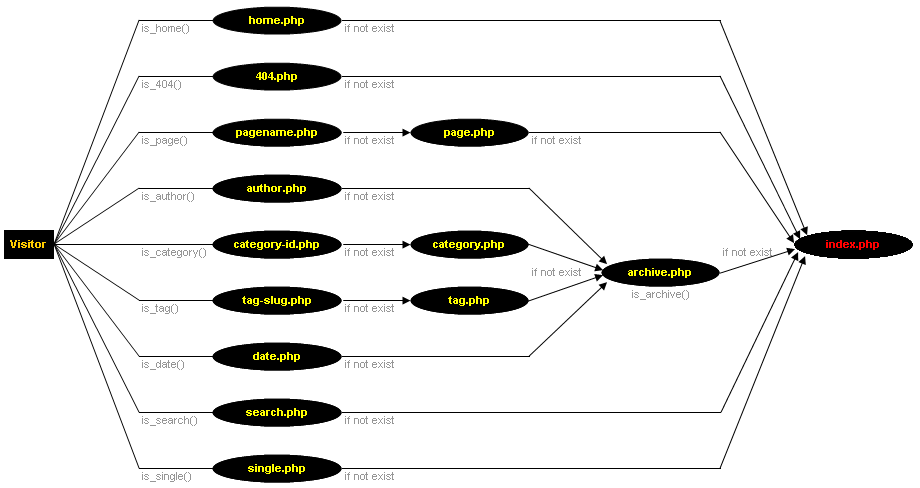 home.php
is_home() if not exist
404.php
is_404() if not exist
pagename.php page.php
is_page() if not exist if not exist
author.php
is_author() if not exist
Visitor category-id.php category.php index.php
is_category() if not exist if not exist
archive.php
if not exist
is_archive()
tag-slug.php tag.php
is_tag() if not exist
date.php
is_date() if not exist
search.php
is_search() if not exist
single.php
is_single() if not exist